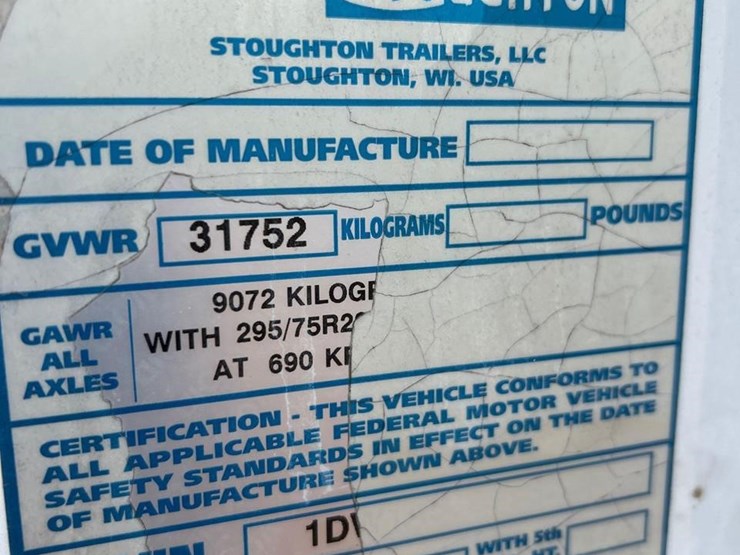 STOUGHTON TRAILERS, LLC
STOUGHTON, WI. USA
DATE OF MANUFACTURE
GVWR 31752 KILOGRAMS POUNDS
GAWR ALL AXLES
9072 KILOGR
WITH 295/75R2
AT 690 KP
CERTIFICATION - THIS VEHICLE CONFORMS TO
ALL APPLICABLE FEDERAL MOTOR VEHICLE
SAFETY STANDARDS IN EFFECT ON THE DATE
OF MANUFACTURE SHOWN ABOVE.
1D
WITH 5th